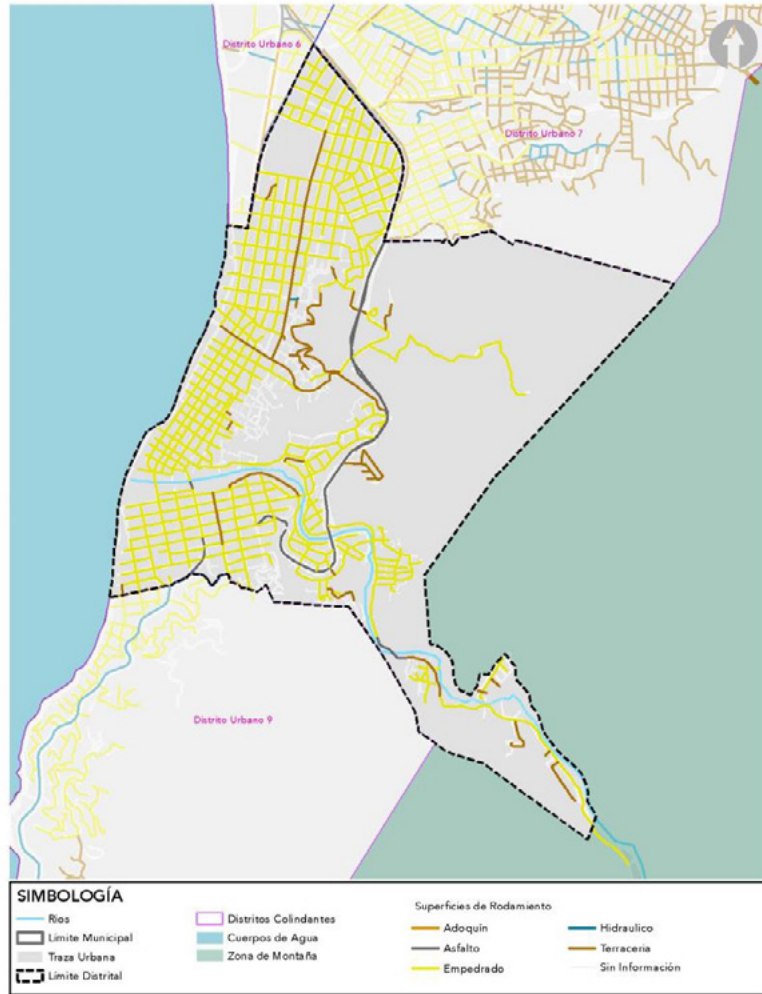 Distrito Urbano 6
Distrito Urbano 7
Distrito Urbano 9
SIMBOLOGÍA
Ríos
Límite Municipal
Traza Urbana
Límite Distrital
Distritos Colindantes
Cuerpos de Agua
Zona de Montaña
Superficies de Rodamiento
Adoquín
Asfalto
Empedrado
Hidraulico
Terraceria
Sin Información